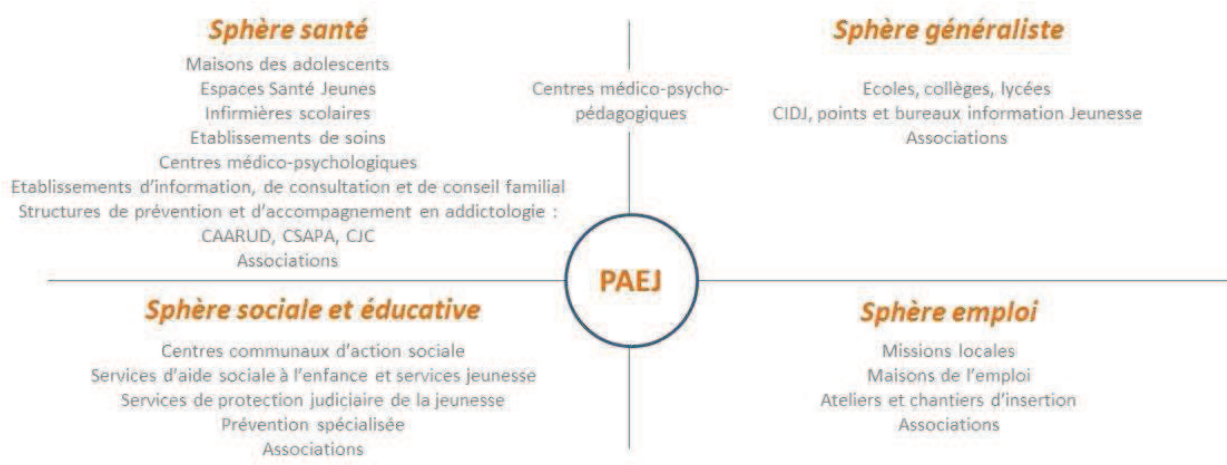 Sphère santé
Maisons des adolescents
Espaces Santé Jeunes
Infirmières scolaires
Etablissements de soins
Centres médico-psychologiques
Etablissements d'information, de consultation et de conseil familial
Structures de prévention et d'accompagnement en addictologie :
CAARUD, CSAPA, CJC
Associations
Centres médico-psycho-
pédagogiques
Sphère généraliste
Ecoles, collèges, lycées
CIDJ, points et bureaux information Jeunesse
Associations
PAEJ
Sphère sociale et éducative
Centres communaux d'action sociale
Services d'aide sociale à l'enfance et services jeunesse
Services de protection judiciaire de la jeunesse
Prévention spécialisée
Associations
Sphère emploi
Missions locales
Maisons de l'emploi
Ateliers et chantiers d'insertion
Associations